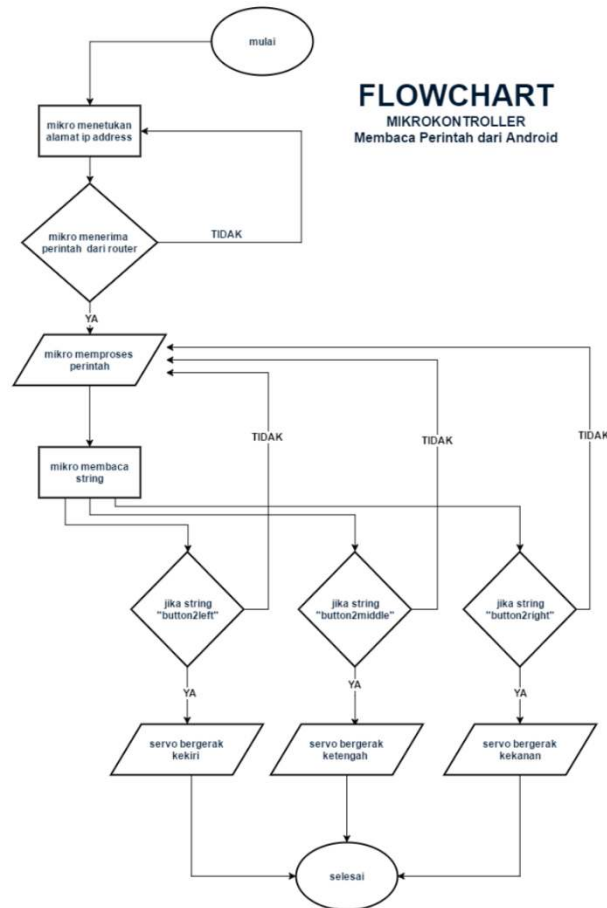 mulai
FLOWCHART
MIKROKONTROLLER
Membaca Perintah dari Android
mikro menetukan
alamat ip address
mikro menerima
perintah dari router
TIDAK
YA
mikro memproses
perintah
TIDAK
TIDAK
TIDAK
mikro membaca
string
jika string
"button2left"
jika string
"button2middle"
jika string
"button2right"
YA
YA
YA
servo bergerak
kekiri
servo bergerak
ketengah
servo bergerak
kekanan
selesai